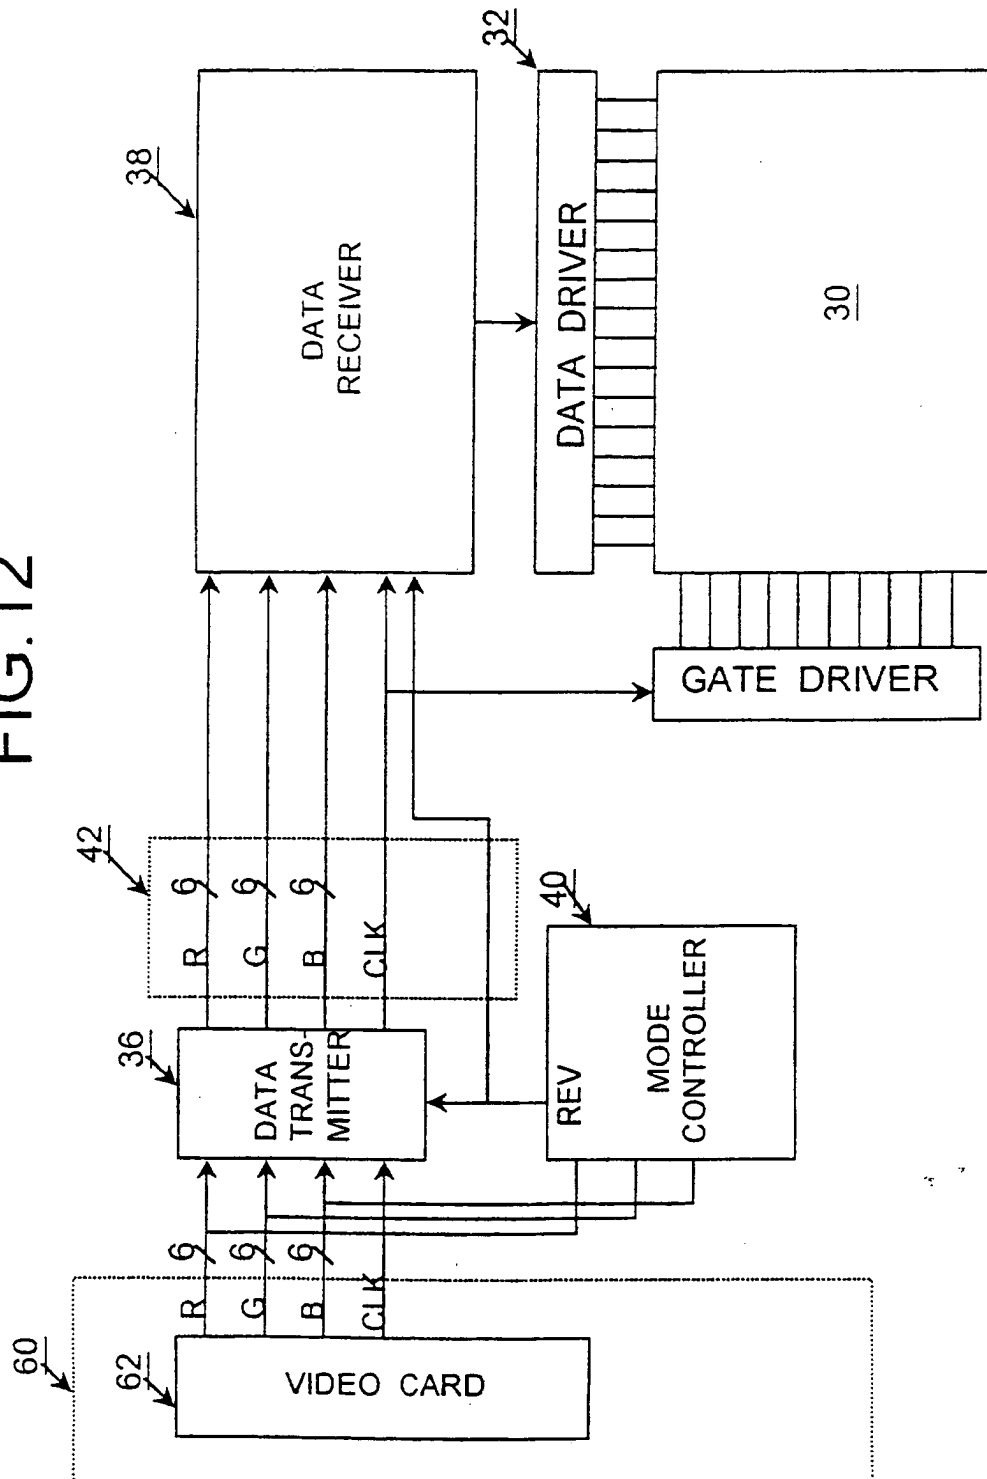 FIG.12
60
62
VIDEO CARD
R 6
G 6
B 6
CLK
36
DATA
TRANS-
MITTER
42
R 6
G 6
B 6
CLK
40
REV
MODE
CONTROLLER
38
DATA
RECEIVER
32
DATA DRIVER
GATE DRIVER
30